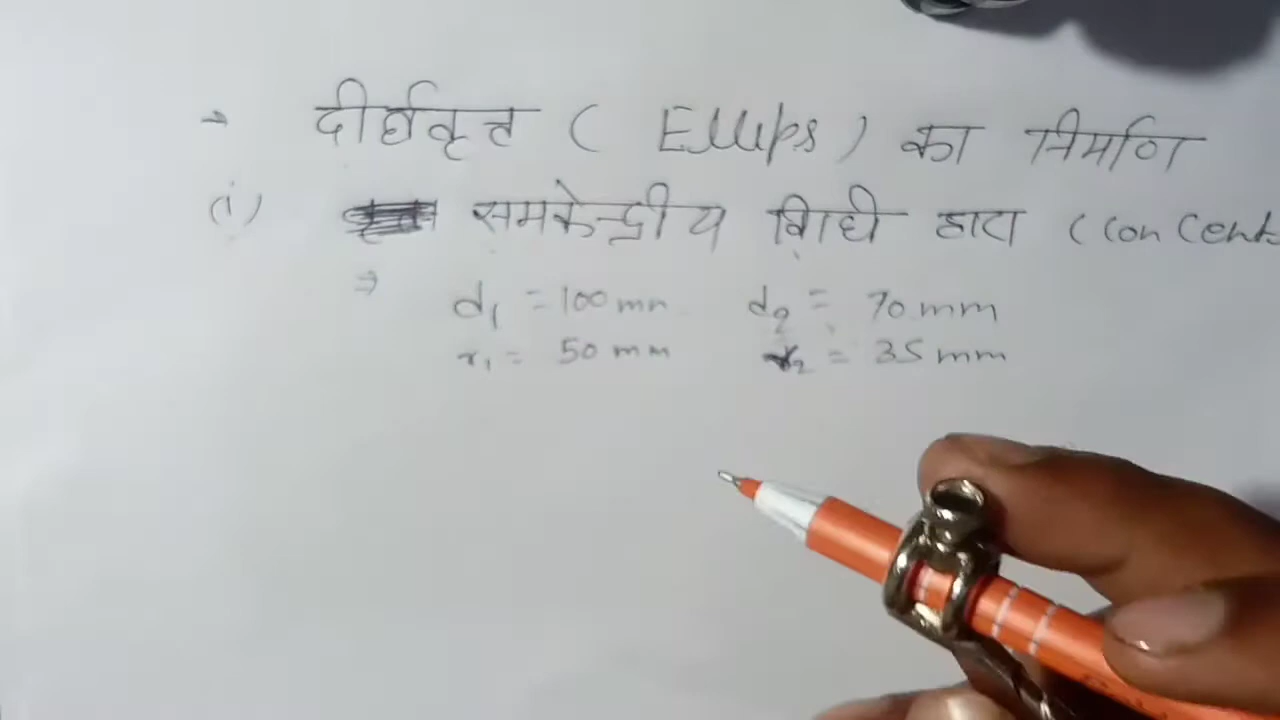 → दीर्घवृत्त ( Ellips ) का निर्माण
(i) समकेन्द्रीय विधी द्वारा (Con Cent
⇒ d₁ = 100 mm d₂ = 70 mm
r₁ = 50 mm r₂ = 35 mm